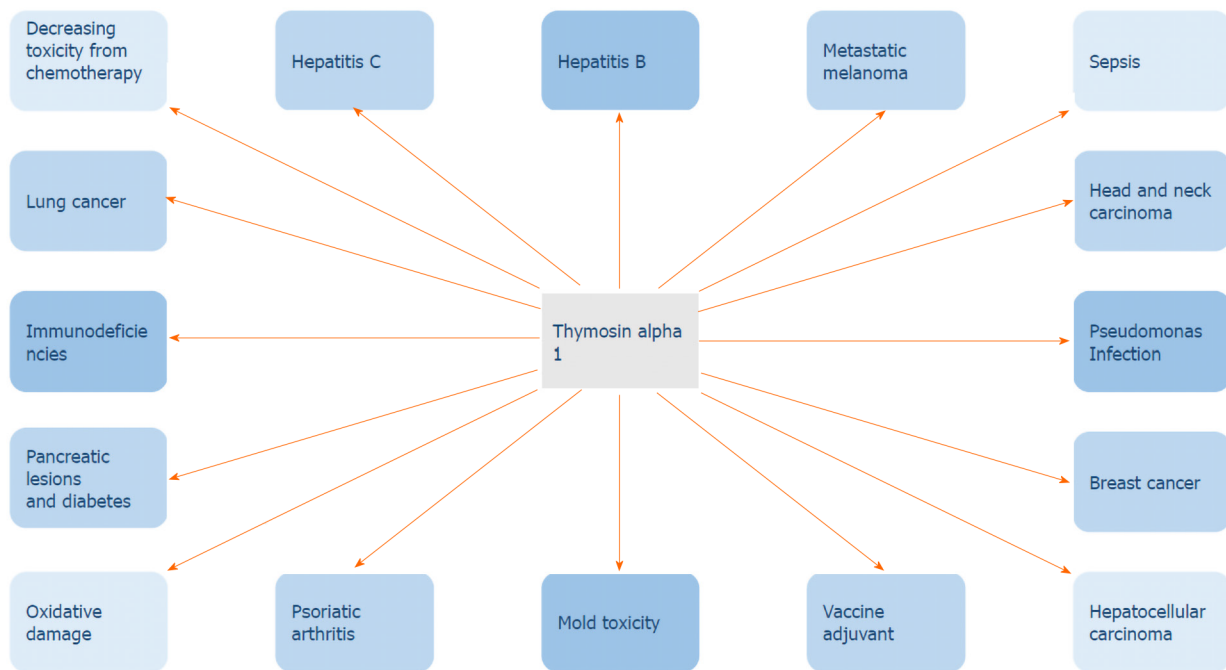 Decreasing
toxicity from
chemotherapy
Hepatitis C
Hepatitis B
Metastatic
melanoma
Sepsis
Lung cancer
Head and neck
carcinoma
Immunodeficie
ncies
Thymosin alpha
1
Pseudomonas
Infection
Pancreatic
lesions
and diabetes
Breast cancer
Oxidative
damage
Psoriatic
arthritis
Mold toxicity
Vaccine
adjuvant
Hepatocellular
carcinoma